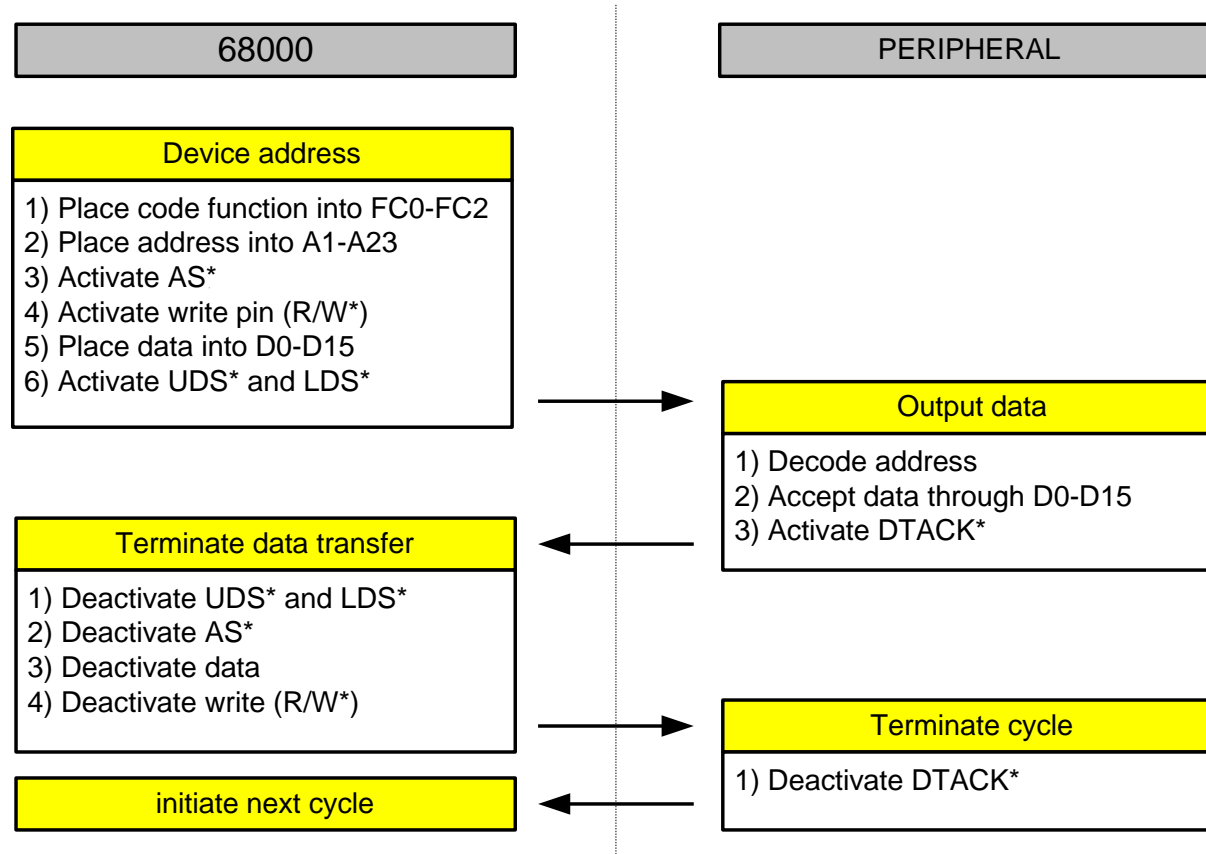 68000
PERIPHERAL
Device address
1) Place code function into FC0-FC2
2) Place address into A1-A23
3) Activate AS*
4) Activate write pin (R/W*)
5) Place data into D0-D15
6) Activate UDS* and LDS*
Output data
1) Decode address
2) Accept data through D0-D15
3) Activate DTACK*
Terminate data transfer
1) Deactivate UDS* and LDS*
2) Deactivate AS*
3) Deactivate data
4) Deactivate write (R/W*)
Terminate cycle
1) Deactivate DTACK*
initiate next cycle